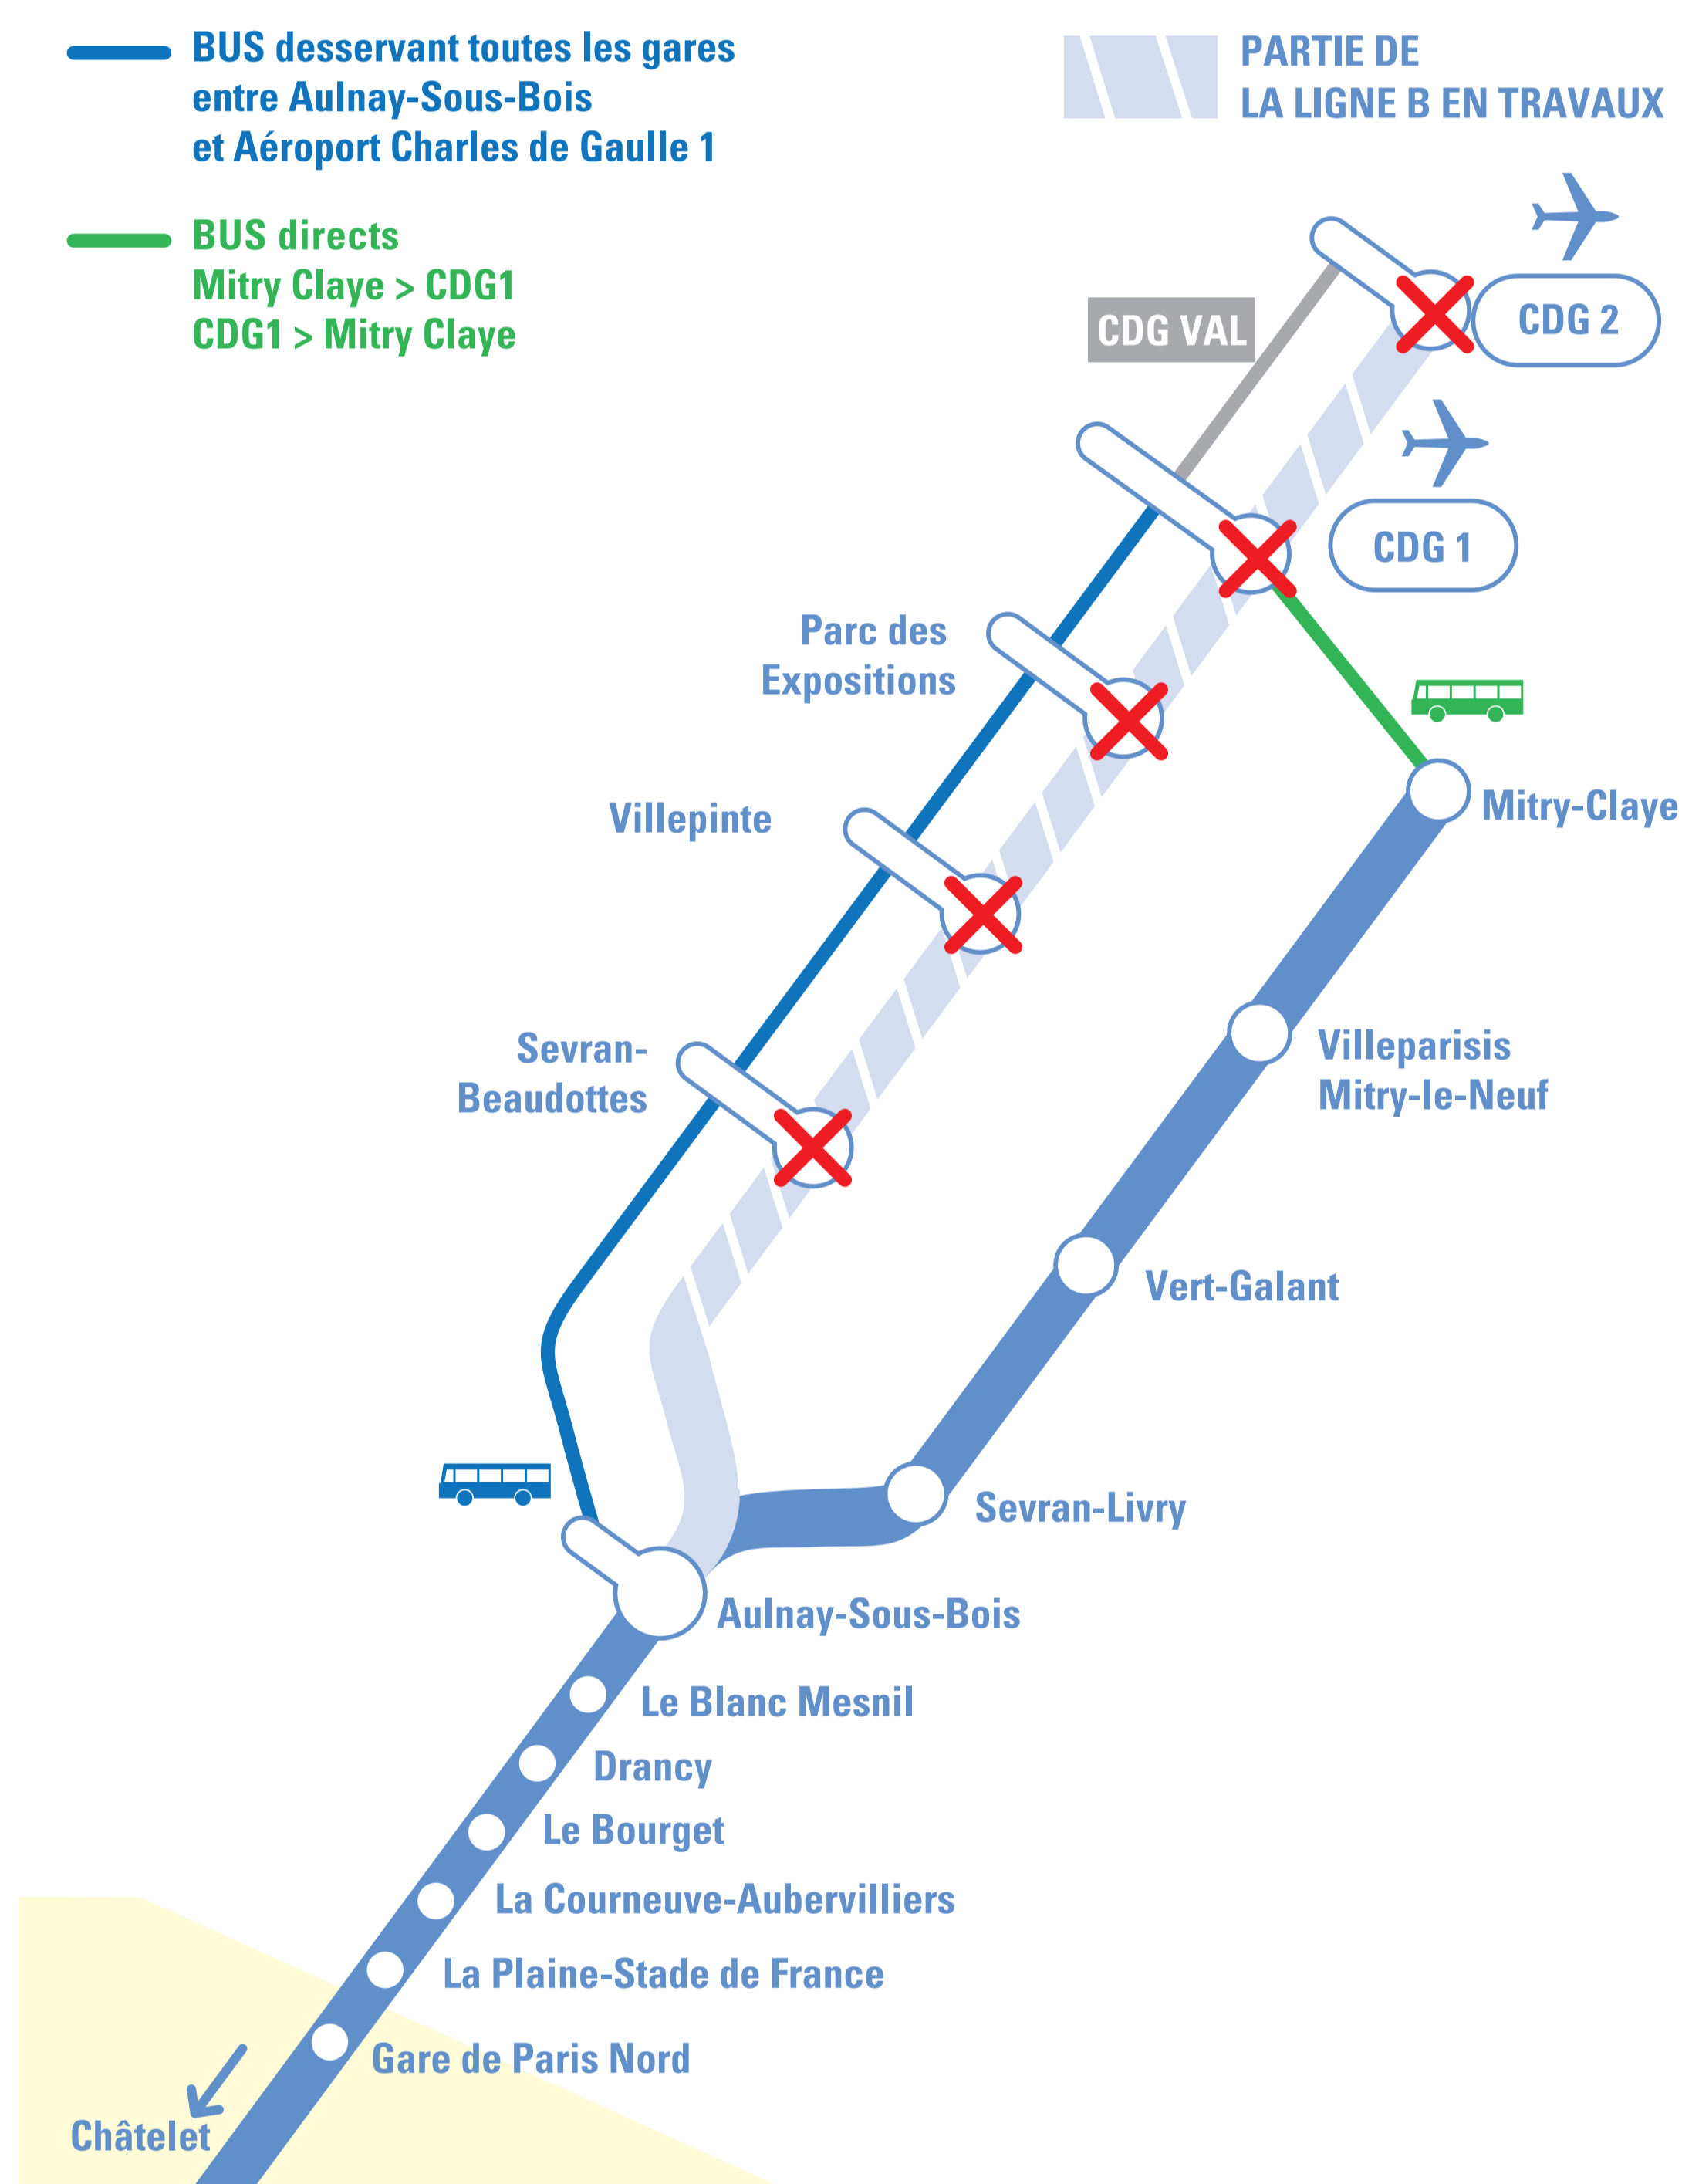 BUS desservant toutes les gares
entre Aulnay-Sous-Bois
et Aéroport Charles de Gaulle 1
BUS directs
Mitry Claye > CDG1
CDG1 > Mitry Claye
PARTIE DE
LA LIGNE B EN TRAVAUX
CDG 2
CDG VAL
CDG 1
Parc des
Expositions
Villepinte
Mitry-Claye
Sevran-
Beaudottes
Villeparisis
Mitry-le-Neuf
Vert-Galant
Sevran-Livry
Aulnay-Sous-Bois
Le Blanc Mesnil
Drancy
Le Bourget
La Courneuve-Aubervilliers
La Plaine-Stade de France
Gare de Paris Nord
Châtelet